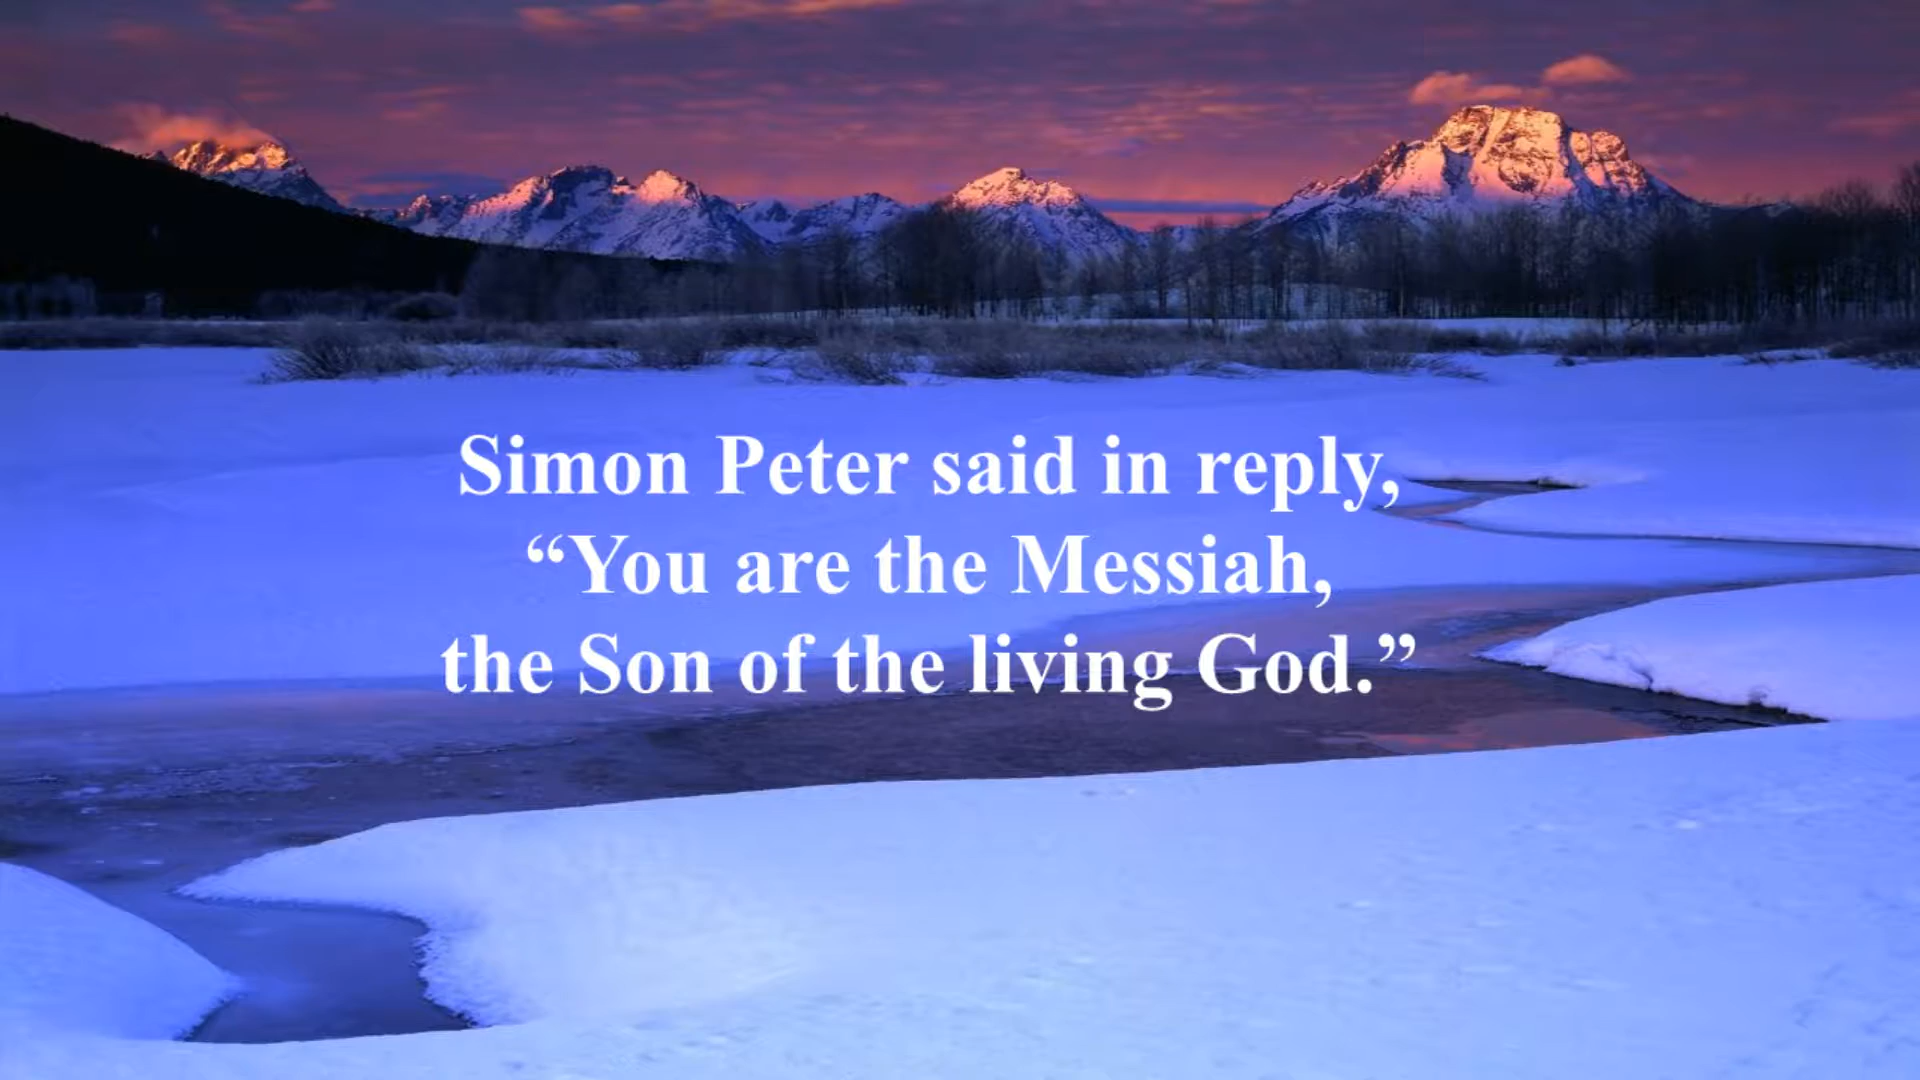 Simon Peter said in reply,
“You are the Messiah,
the Son of the living God.”